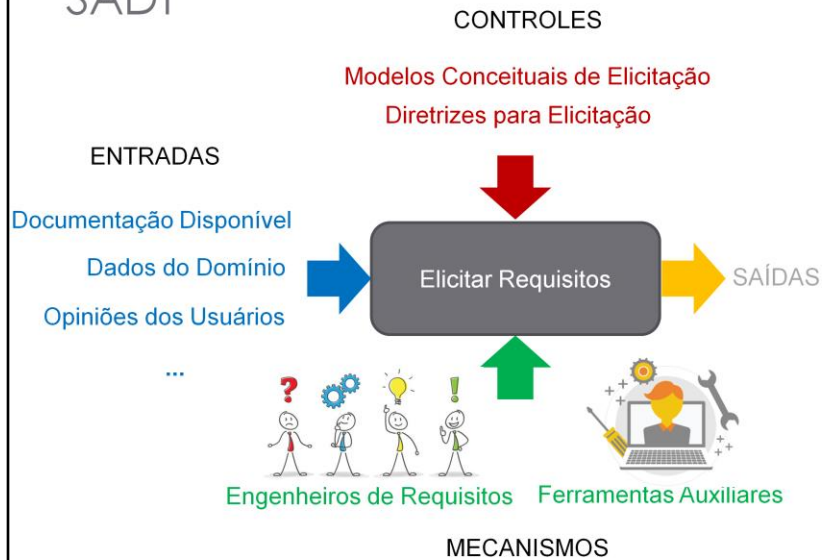 SADT
CONTROLES
Modelos Conceituais de Elicitação
Diretrizes para Elicitação
ENTRADAS
Documentação Disponível
Dados do Domínio
Opiniões dos Usuários
...
Elicitar Requisitos
SAÍDAS
Engenheiros de Requisitos
Ferramentas Auxiliares
MECANISMOS